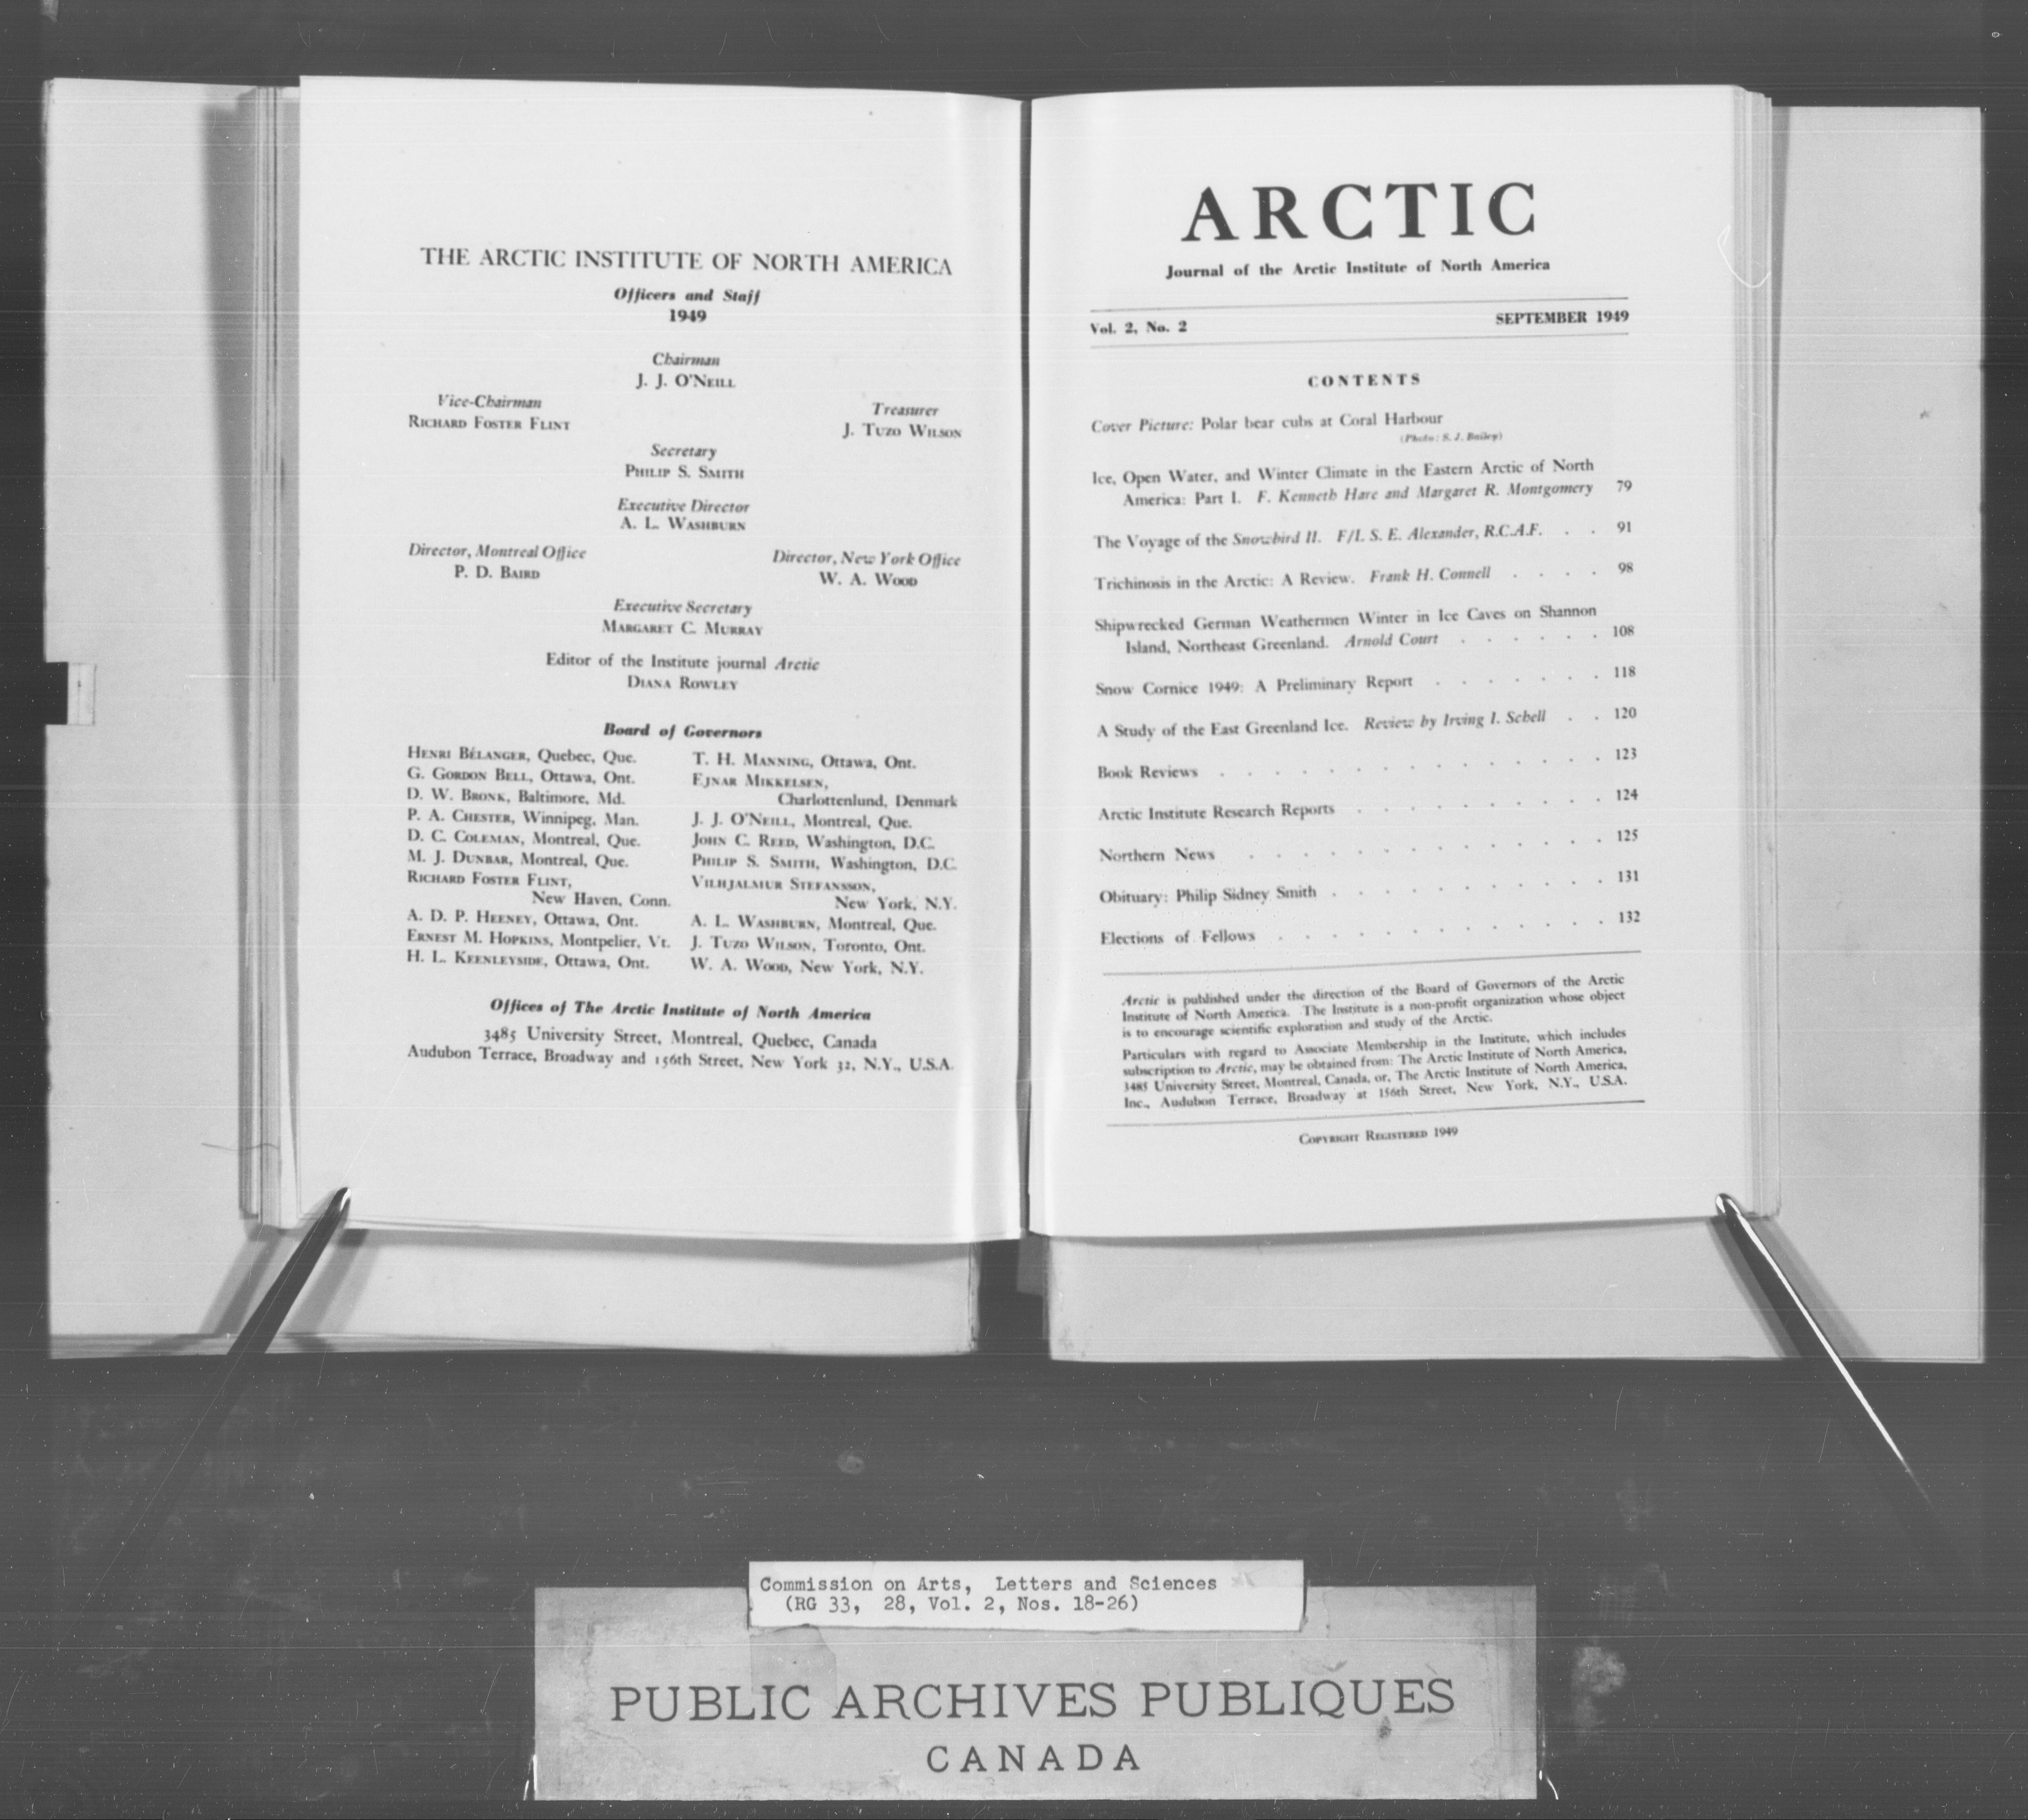 THE ARCTIC INSTITUTE OF NORTH AMERICA
Officers and Staff
1949
Chairman
J. J. O'NEILL
Vice-Chairman
RICHARD FOSTER FLINT
Treasurer
J. TUZO WILSON
Secretary
PHILIP S. SMITH
Executive Director
A. L. WASHBURN
Director, Montreal Office
P. D. BAIRD
Director, New York Office
W. A. WOOD
Executive Secretary
MARGARET C. MURRAY
Editor of the Institute journal Arctic
DIANA ROWLEY
Board of Governors
HENRI BÉLANGER, Quebec, Que.
G. GORDON BELL, Ottawa, Ont.
D. W. BRONK, Baltimore, Md.
P. A. CHESTER, Winnipeg, Man.
D. C. COLEMAN, Montreal, Que.
M. J. DUNBAR, Montreal, Que.
RICHARD FOSTER FLINT,
New Haven, Conn.
A. D. P. HEENEY, Ottawa, Ont.
ERNEST M. HOPKINS, Montpelier, Vt.
H. L. KEENLEYSIDE, Ottawa, Ont.
T. H. MANNING, Ottawa, Ont.
EJNAR MIKKELSEN,
Charlottenlund, Denmark
J. J. O'NEILL, Montreal, Que.
JOHN C. REED, Washington, D.C.
PHILIP S. SMITH, Washington, D.C.
VILHJALMUR STEFANSSON,
New York, N.Y.
A. L. WASHBURN, Montreal, Que.
J. TUZO WILSON, Toronto, Ont.
W. A. WOOD, New York, N.Y.
Offices of The Arctic Institute of North America
3485 University Street, Montreal, Quebec, Canada
Audubon Terrace, Broadway and 156th Street, New York 32, N.Y., U.S.A.
ARCTIC
Journal of the Arctic Institute of North America
Vol. 2, No. 2 SEPTEMBER 1949
CONTENTS
Cover Picture: Polar bear cubs at Coral Harbour
(Photo: S. J. Bailey)
Ice, Open Water, and Winter Climate in the Eastern Arctic of North
America: Part I. F. Kenneth Hare and Margaret R. Montgomery 79
The Voyage of the Snowbird II. F/L S. E. Alexander, R.C.A.F. . . 91
Trichinosis in the Arctic: A Review. Frank H. Connell . . . . 98
Shipwrecked German Weathermen Winter in Ice Caves on Shannon
Island, Northeast Greenland. Arnold Court . . . . . . 108
Snow Cornice 1949: A Preliminary Report . . . . . . . 118
A Study of the East Greenland Ice. Review by Irving I. Schell . . 120
Book Reviews . . . . . . . . . . . . . . . 123
Arctic Institute Research Reports . . . . . . . . . . 124
Northern News . . . . . . . . . . . . . . 125
Obituary: Philip Sidney Smith . . . . . . . . . . . 131
Elections of Fellows . . . . . . . . . . . . . 132
Arctic is published under the direction of the Board of Governors of the Arctic
Institute of North America. The Institute is a non-profit organization whose object
is to encourage scientific exploration and study of the Arctic.
Particulars with regard to Associate Membership in the Institute, which includes
subscription to Arctic, may be obtained from: The Arctic Institute of North America,
3485 University Street, Montreal, Canada, or, The Arctic Institute of North America,
Inc., Audubon Terrace, Broadway at 156th Street, New York, N.Y., U.S.A.
COPYRIGHT REGISTERED 1949
Commission on Arts, Letters and Sciences
(RG 33, 28, Vol. 2, Nos. 18-26)
PUBLIC ARCHIVES PUBLIQUES
CANADA